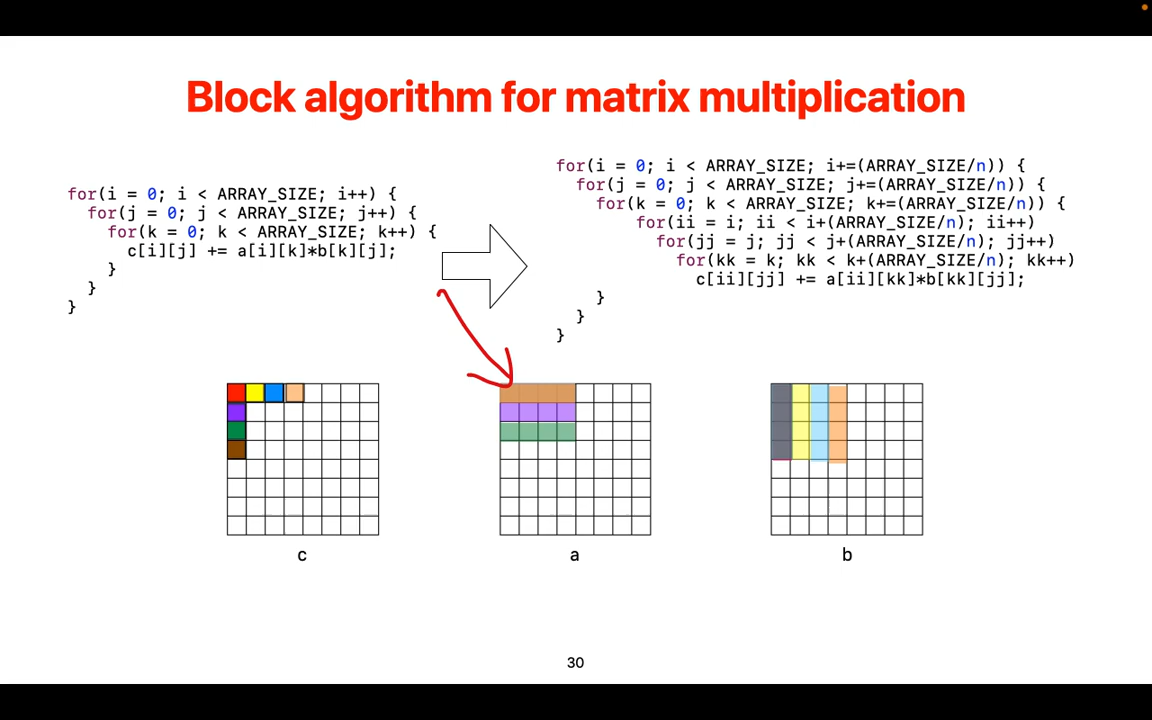 Block algorithm for matrix multiplication
for(i = 0; i < ARRAY_SIZE; i++) {
for(j = 0; j < ARRAY_SIZE; j++) {
for(k = 0; k < ARRAY_SIZE; k++) {
c[i][j] += a[i][k]*b[k][j];
}
}
}
for(i = 0; i < ARRAY_SIZE; i+=(ARRAY_SIZE/n)) {
for(j = 0; j < ARRAY_SIZE; j+=(ARRAY_SIZE/n)) {
for(k = 0; k < ARRAY_SIZE; k+=(ARRAY_SIZE/n)) {
for(ii = i; ii < i+(ARRAY_SIZE/n); ii++)
for(jj = j; jj < j+(ARRAY_SIZE/n); jj++)
for(kk = k; kk < k+(ARRAY_SIZE/n); kk++)
c[ii][jj] += a[ii][kk]*b[kk][jj];
}
}
}
c
a
b
30